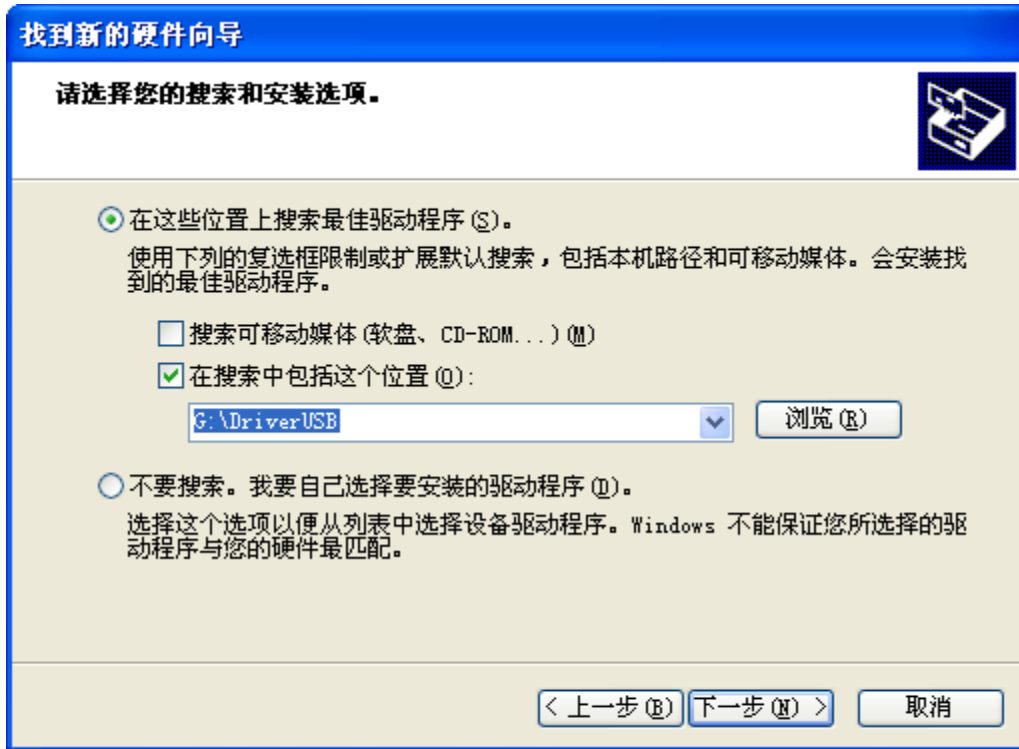 找到新的硬件向导
请选择您的搜索和安装选项。
在这些位置上搜索最佳驱动程序(S)。
使用下列的复选框限制或扩展默认搜索，包括本机路径和可移动媒体。会安装找
到的最佳驱动程序。
搜索可移动媒体(软盘、CD-ROM...)(M)
在搜索中包括这个位置(O):
G:\DriverUSB
浏览(R)
不要搜索。我要自己选择要安装的驱动程序(D)。
选择这个选项以便从列表中选择设备驱动程序。Windows 不能保证您所选择的驱
动程序与您的硬件最匹配。
< 上一步(B) 下一步(N) > 取消